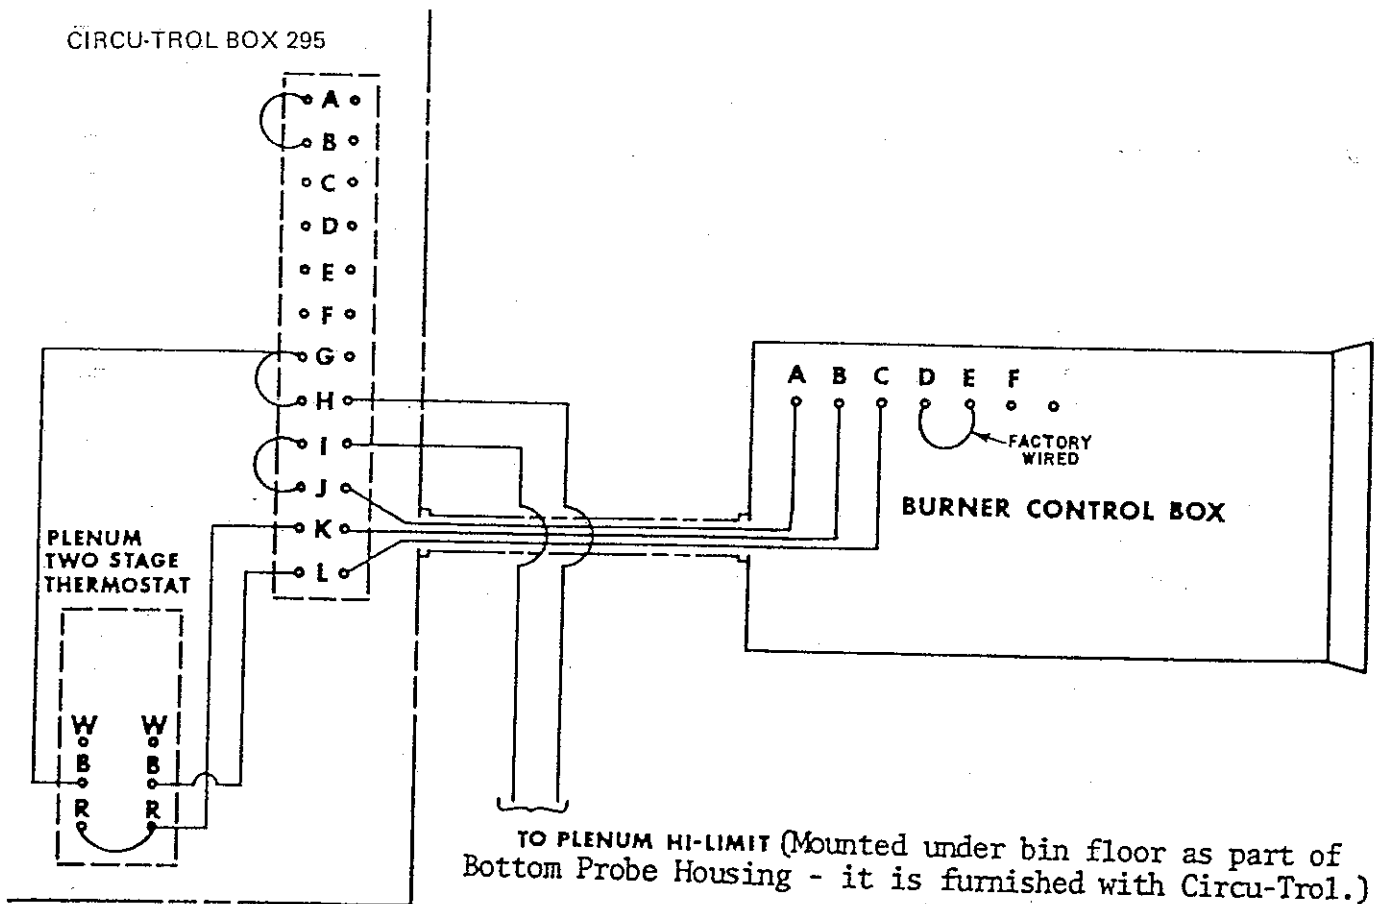 CIRCU-TROL BOX 295
A
B
C
D
E
F
G
H
I
J
K
L
PLENUM
TWO STAGE
THERMOSTAT
W W
B B
R R
A B C D E F
FACTORY
WIRED
BURNER CONTROL BOX
TO PLENUM HI-LIMIT (Mounted under bin floor as part of
Bottom Probe Housing - it is furnished with Circu-Trol.)